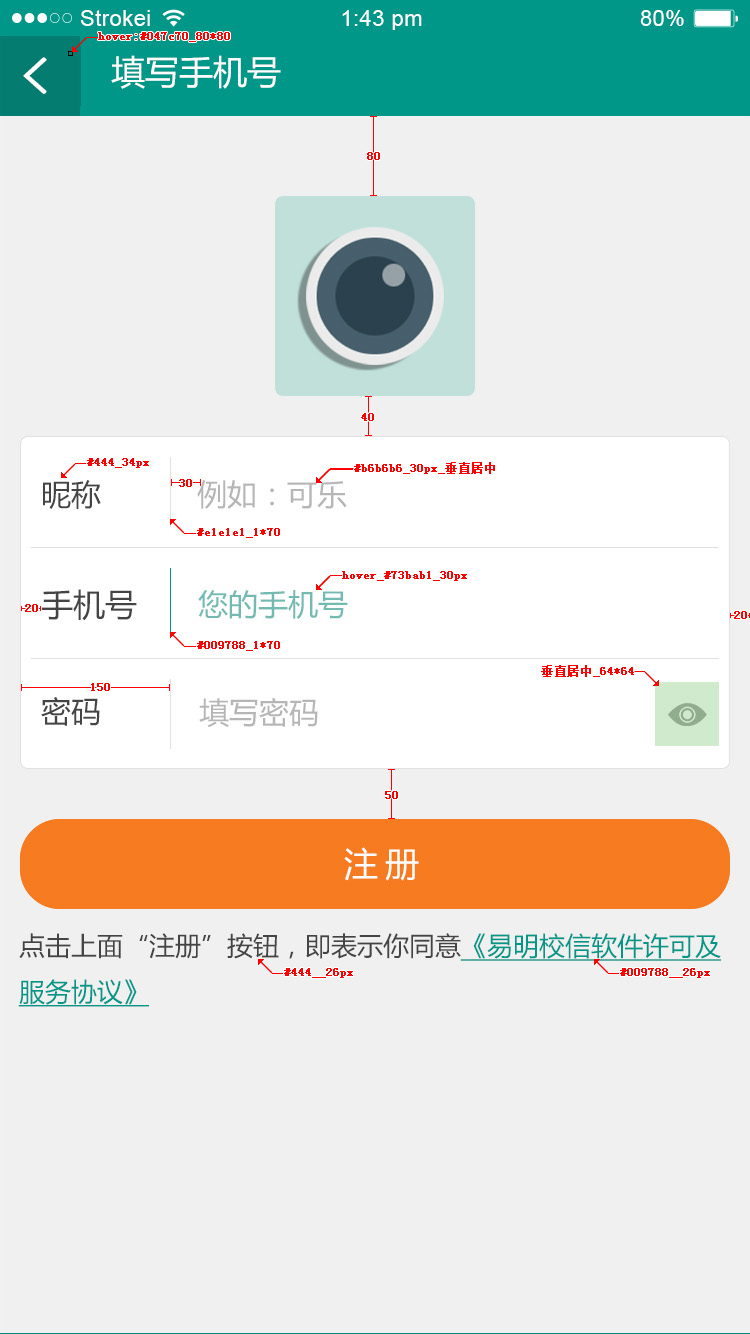 Strokei 1:43 pm 80%
hover:#047c70_80*80
填写手机号
80
40
#444_34px
#b6b6b6_30px_垂直居中
昵称 30 例如：可乐
#e1e1e1_1*70
hover_#73bab1_30px
20 手机号 您的手机号 20
#009788_1*70
垂直居中_64*64
150
密码 填写密码
50
注册
点击上面“注册”按钮，即表示你同意《易明校信软件许可及
#444__26px #009788__26px
服务协议》